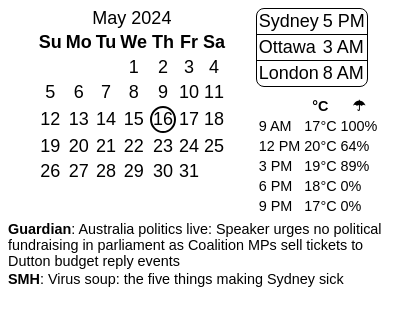 May 2024
Su Mo Tu We Th Fr Sa
1 2 3 4
5 6 7 8 9 10 11
12 13 14 15 16 17 18
19 20 21 22 23 24 25
26 27 28 29 30 31
Sydney 5 PM
Ottawa 3 AM
London 8 AM
°C ☂
9 AM 17°C 100%
12 PM 20°C 64%
3 PM 19°C 89%
6 PM 18°C 0%
9 PM 17°C 0%
Guardian: Australia politics live: Speaker urges no political
fundraising in parliament as Coalition MPs sell tickets to
Dutton budget reply events
SMH: Virus soup: the five things making Sydney sick